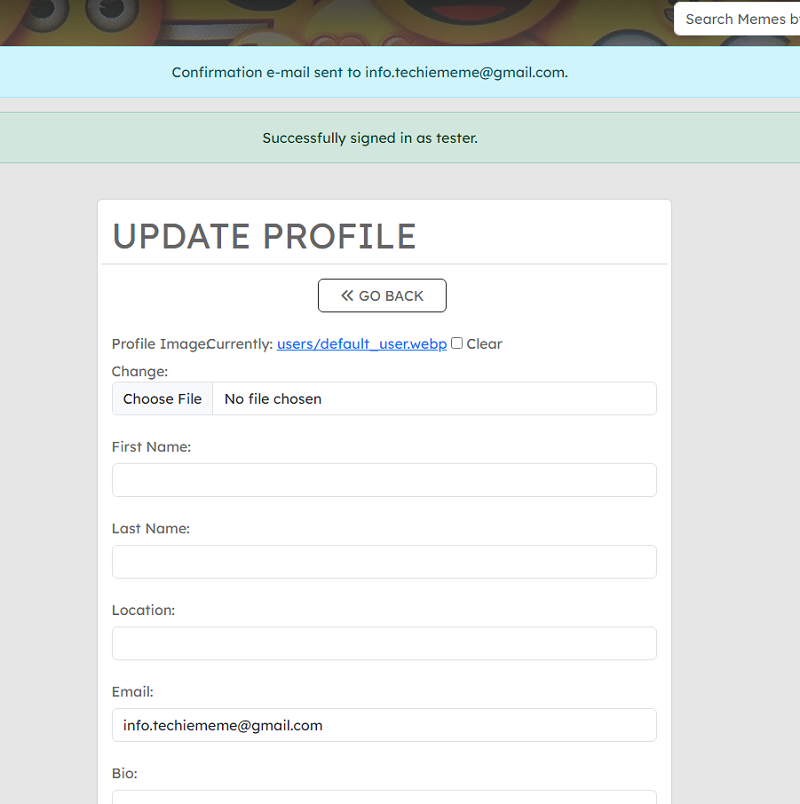 Search Memes b
Confirmation e-mail sent to info.techiememe@gmail.com.
Successfully signed in as tester.
UPDATE PROFILE
GO BACK
Profile Image Currently: users/default_user.webp Clear
Change:
Choose File No file chosen
First Name:
Last Name:
Location:
Email:
info.techiememe@gmail.com
Bio: